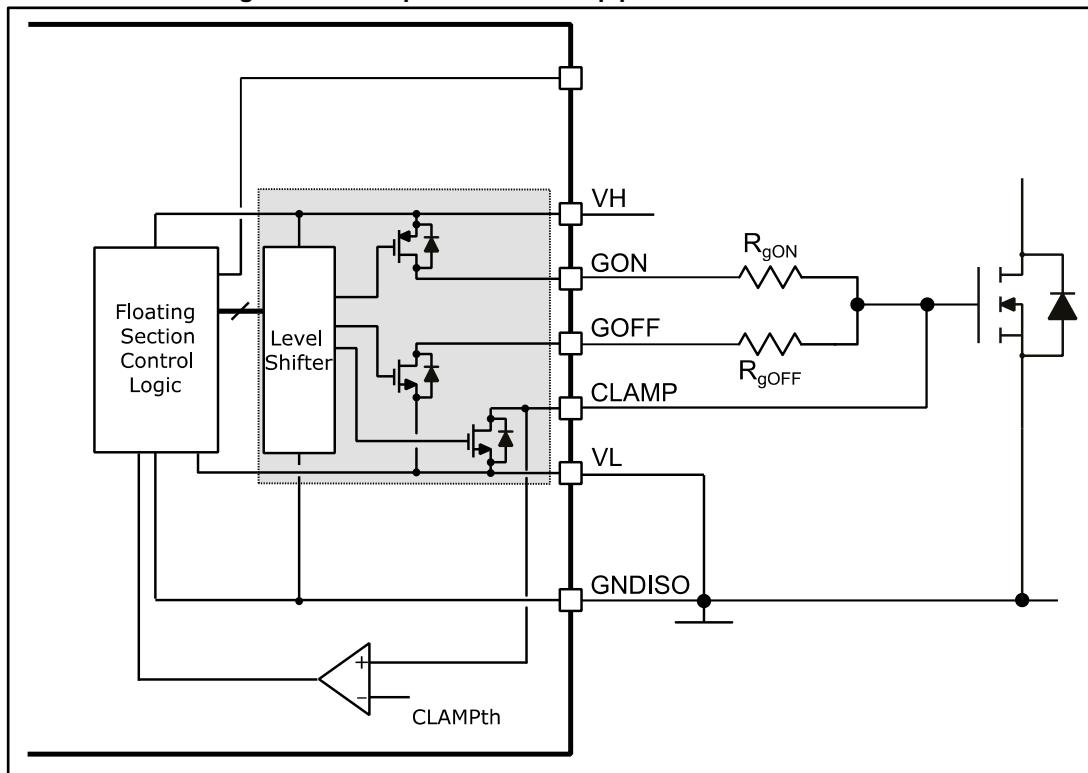 VH
GON
RgON
Floating
Section
Control
Logic
Level
Shifter
GOFF
RgOFF
CLAMP
VL
GNDISO
+
−
CLAMPth